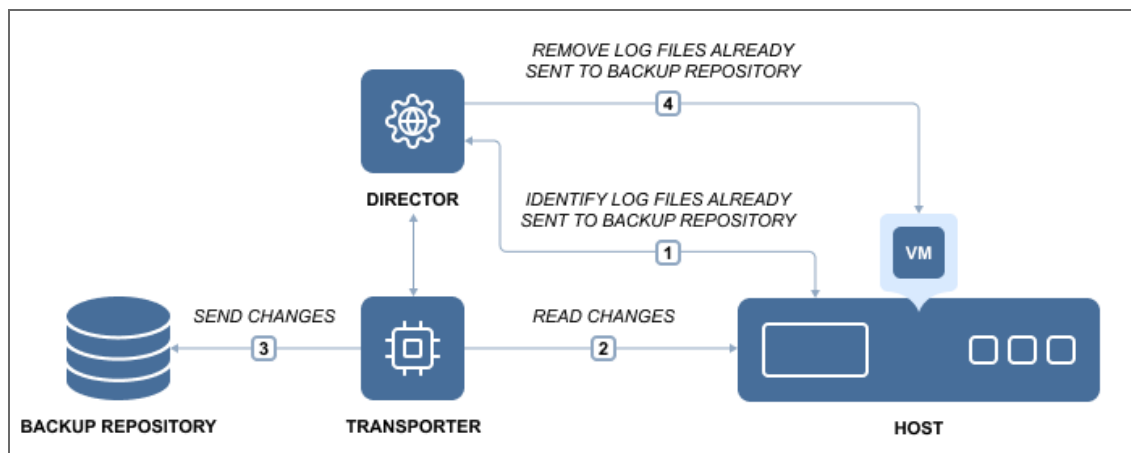 REMOVE LOG FILES ALREADY
SENT TO BACKUP REPOSITORY
4
DIRECTOR
IDENTIFY LOG FILES ALREADY
SENT TO BACKUP REPOSITORY
1
VM
SEND CHANGES
3
READ CHANGES
2
BACKUP REPOSITORY
TRANSPORTER
HOST